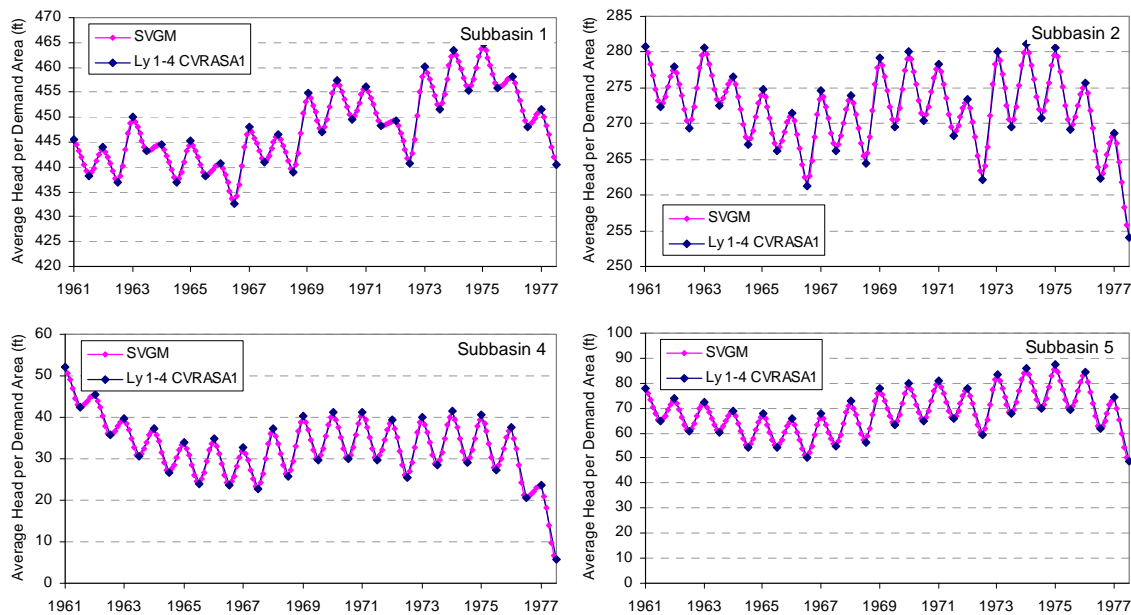 Average Head per Demand Area (ft)
470
465
460
455
450
445
440
435
430
425
420
SVGM
Ly 1-4 CVRASA1
Subbasin 1
1961 1963 1965 1967 1969 1971 1973 1975 1977
Average Head per Demand Area (ft)
285
280
275
270
265
260
255
250
Subbasin 2
SVGM
Ly 1-4 CVRASA1
1961 1963 1965 1967 1969 1971 1973 1975 1977
Average Head per Demand Area (ft)
60
50
40
30
20
10
0
SVGM
Ly 1-4 CVRASA1
Subbasin 4
1961 1963 1965 1967 1969 1971 1973 1975 1977
Average Head per Demand Area (ft)
100
90
80
70
60
50
40
30
20
10
0
SVGM
Ly 1-4 CVRASA1
Subbasin 5
1961 1963 1965 1967 1969 1971 1973 1975 1977